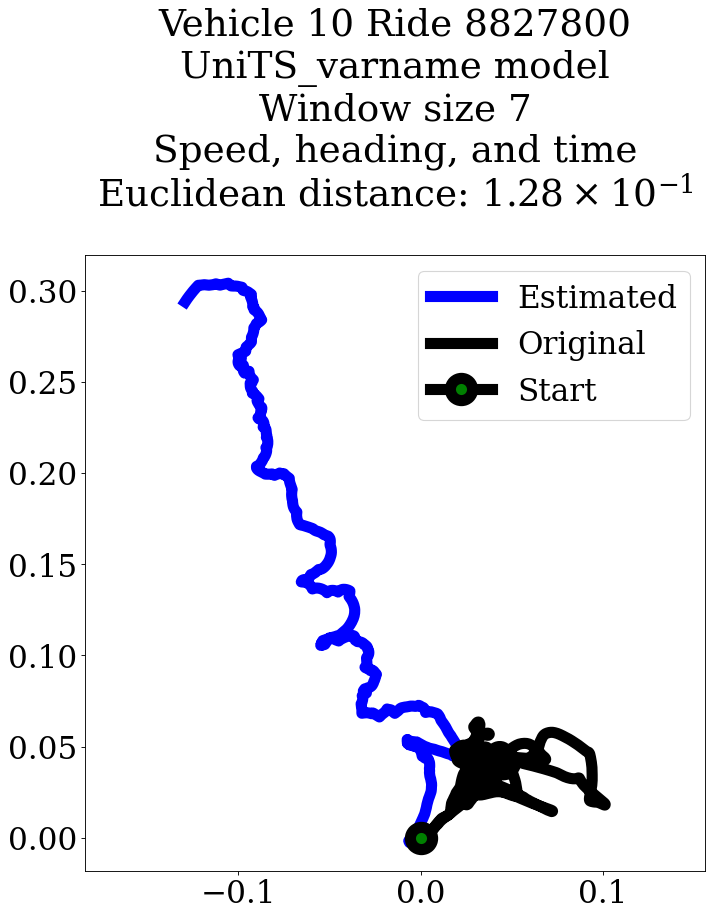 Vehicle 10 Ride 8827800
UniTS_varname model
Window size 7
Speed, heading, and time
Euclidean distance: 1.28 × 10⁻¹
Estimated
Original
Start
0.30
0.25
0.20
0.15
0.10
0.05
0.00
−0.1
0.0
0.1